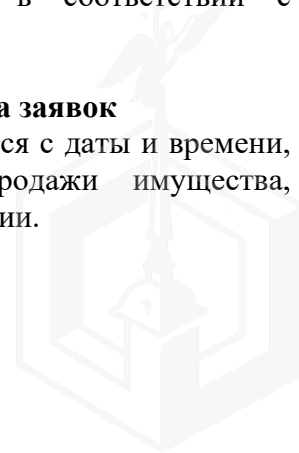 в соответствии с
а заявок
ся с даты и времени,
родажи имущества,
ии.